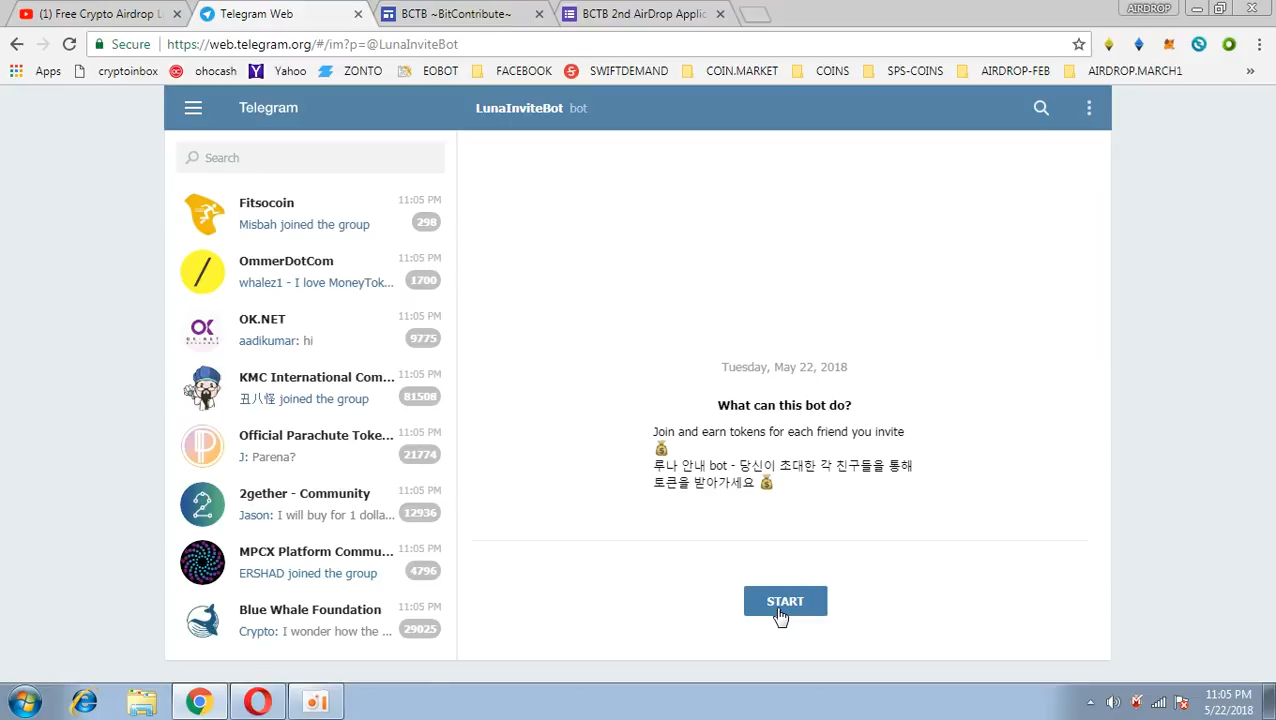 (1) Free Crypto Airdrop L
Telegram Web
BCTB ~BitContribute~
BCTB 2nd AirDrop Applic
AIRDROP
Secure
https://web.telegram.org/#/im?p=@LunaInviteBot
Apps
cryptoinbox
ohocash
Yahoo
ZONTO
EOBOT
FACEBOOK
SWIFTDEMAND
COIN.MARKET
COINS
SPS-COINS
AIRDROP-FEB
AIRDROP.MARCH1
Telegram
LunaInviteBot bot
Search
Fitsocoin 11:05 PM
Misbah joined the group 298
OmmerDotCom 11:05 PM
whalez1 - I love MoneyTok... 1700
OK.NET 11:05 PM
aadikumar: hi 9775
KMC International Com... 11:05 PM
丑八怪 joined the group 81508
Official Parachute Toke... 11:05 PM
J: Parena? 21774
2gether - Community 11:05 PM
Jason: I will buy for 1 dolla... 12936
MPCX Platform Commu... 11:05 PM
ERSHAD joined the group 4796
Blue Whale Foundation 11:05 PM
Crypto: I wonder how the ... 29025
Tuesday, May 22, 2018
What can this bot do?
Join and earn tokens for each friend you invite
💰
루나 안내 bot - 당신이 초대한 각 친구들을 통해
토큰을 받아가세요 💰
START
11:05 PM
5/22/2018